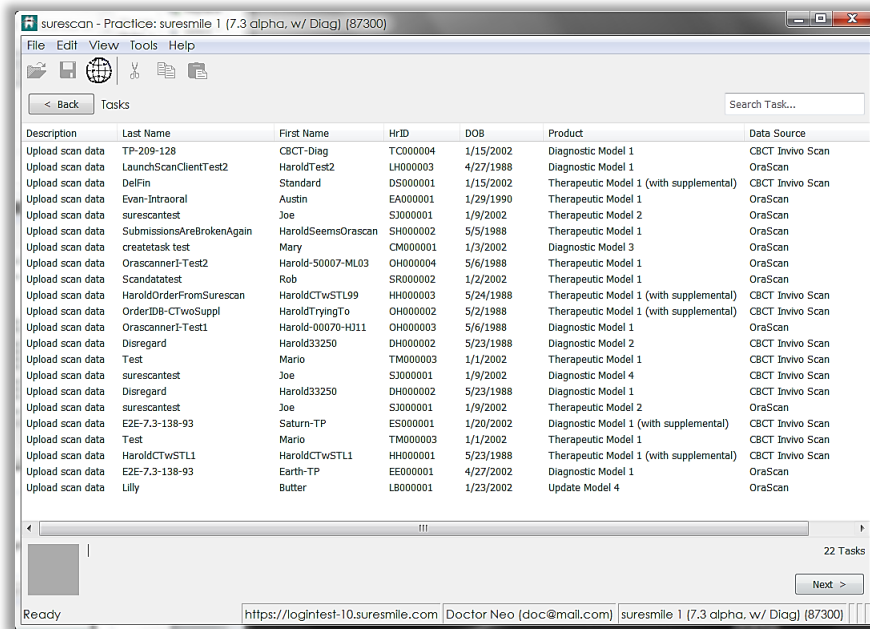 surescan - Practice: suresmile 1 (7.3 alpha, w/ Diag) (87300)
File Edit View Tools Help
< Back Tasks Search Task...
Description Last Name First Name HrID DOB Product Data Source
Upload scan data TP-209-128 CBCT-Diag TC000004 1/15/2002 Diagnostic Model 1 CBCT Invivo Scan
Upload scan data LaunchScanClientTest2 HaroldTest2 LH000003 4/27/1988 Diagnostic Model 1 OraScan
Upload scan data DelFin Standard DS000001 1/15/2002 Therapeutic Model 1 (with supplemental) CBCT Invivo Scan
Upload scan data Evan-Intraoral Austin EA000001 1/29/1990 Therapeutic Model 1 OraScan
Upload scan data surescantest Joe SJ000001 1/9/2002 Therapeutic Model 2 OraScan
Upload scan data SubmissionsAreBrokenAgain HaroldSeemsOrascan SH000002 5/5/1988 Therapeutic Model 1 OraScan
Upload scan data createtask test Mary CM000001 1/3/2002 Diagnostic Model 3 OraScan
Upload scan data OrascannerI-Test2 Harold-50007-ML03 OH000004 5/6/1988 Therapeutic Model 1 OraScan
Upload scan data Scandatatest Rob SR000002 1/2/2002 Therapeutic Model 1 OraScan
Upload scan data HaroldOrderFromSurescan HaroldCTwSTL99 HH000003 5/24/1988 Therapeutic Model 1 (with supplemental) CBCT Invivo Scan
Upload scan data OrderIDB-CTwoSuppl HaroldTryingTo OH000002 5/2/1988 Therapeutic Model 1 (with supplemental) CBCT Invivo Scan
Upload scan data OrascannerI-Test1 Harold-00070-HJ11 OH000003 5/6/1988 Diagnostic Model 1 OraScan
Upload scan data Disregard Harold33250 DH000002 5/23/1988 Diagnostic Model 2 CBCT Invivo Scan
Upload scan data Test Mario TM000003 1/1/2002 Therapeutic Model 1 CBCT Invivo Scan
Upload scan data surescantest Joe SJ000001 1/9/2002 Diagnostic Model 4 CBCT Invivo Scan
Upload scan data Disregard Harold33250 DH000002 5/23/1988 Diagnostic Model 1 CBCT Invivo Scan
Upload scan data surescantest Joe SJ000001 1/9/2002 Therapeutic Model 2 OraScan
Upload scan data E2E-7.3-138-93 Saturn-TP ES000001 1/20/2002 Diagnostic Model 1 (with supplemental) CBCT Invivo Scan
Upload scan data Test Mario TM000003 1/1/2002 Therapeutic Model 1 CBCT Invivo Scan
Upload scan data HaroldCTwSTL1 HaroldCTwSTL1 HH000001 5/23/1988 Therapeutic Model 1 (with supplemental) CBCT Invivo Scan
Upload scan data E2E-7.3-138-93 Earth-TP EE000001 4/27/2002 Diagnostic Model 1 OraScan
Upload scan data Lilly Butter LB000001 1/23/2002 Update Model 4 OraScan
22 Tasks
Next >
Ready https://logintest-10.suresmile.com Doctor Neo (doc@mail.com) suresmile 1 (7.3 alpha, w/ Diag) (87300)